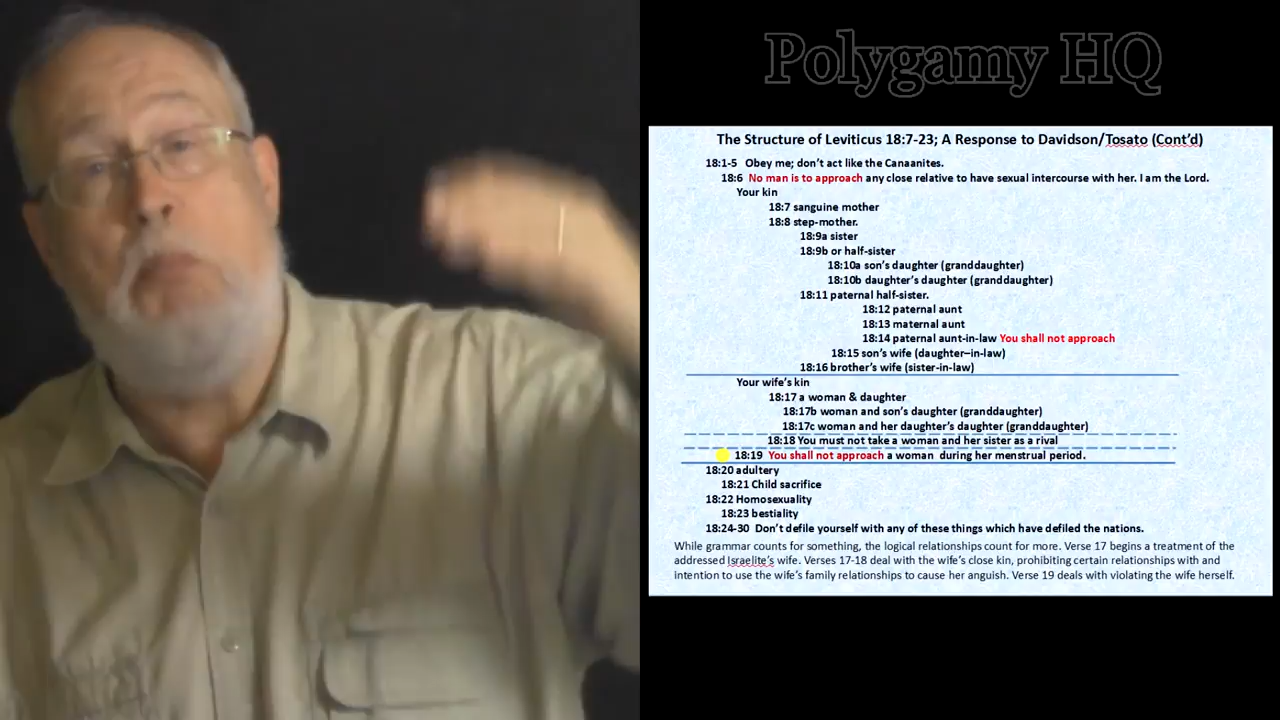 Polygamy HQ
The Structure of Leviticus 18:7-23; A Response to Davidson/Tosato (Cont'd)
18:1-5 Obey me; don't act like the Canaanites.
18:6 No man is to approach any close relative to have sexual intercourse with her. I am the Lord.
Your kin
18:7 sanguine mother
18:8 step-mother.
18:9a sister
18:9b or half-sister
18:10a son's daughter (granddaughter)
18:10b daughter's daughter (granddaughter)
18:11 paternal half-sister.
18:12 paternal aunt
18:13 maternal aunt
18:14 paternal aunt-in-law You shall not approach
18:15 son's wife (daughter–in-law)
18:16 brother's wife (sister-in-law)
Your wife's kin
18:17 a woman & daughter
18:17b woman and son's daughter (granddaughter)
18:17c woman and her daughter's daughter (granddaughter)
18:18 You must not take a woman and her sister as a rival
18:19 You shall not approach a woman during her menstrual period.
18:20 adultery
18:21 Child sacrifice
18:22 Homosexuality
18:23 bestiality
18:24-30 Don't defile yourself with any of these things which have defiled the nations.
While grammar counts for something, the logical relationships count for more. Verse 17 begins a treatment of the
addressed Israelite's wife. Verses 17-18 deal with the wife's close kin, prohibiting certain relationships with and
intention to use the wife's family relationships to cause her anguish. Verse 19 deals with violating the wife herself.